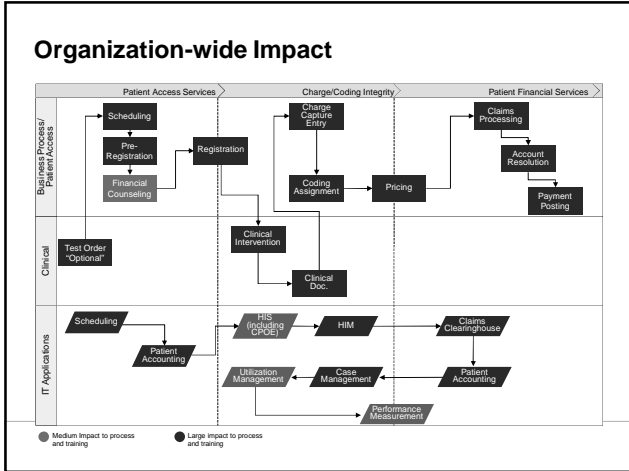 Organization-wide Impact
Patient Access Services
Charge/Coding Integrity
Patient Financial Services
Business Process/
Patient Access
Scheduling
Pre-
Registration
Financial
Counseling
Registration
Charge
Capture
Entry
Coding
Assignment
Pricing
Claims
Processing
Account
Resolution
Payment
Posting
Clinical
Test Order
“Optional”
Clinical
Intervention
Clinical
Doc.
IT Applications
Scheduling
Patient
Accounting
HIS
(including
CPOE)
HIM
Claims
Clearinghouse
Utilization
Management
Case
Management
Patient
Accounting
Performance
Measurement
Medium Impact to process
and training
Large impact to process
and training